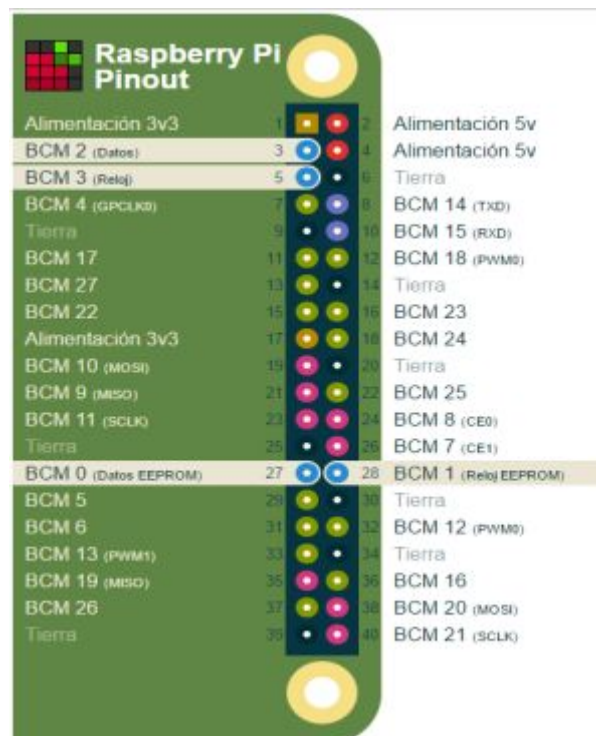 Raspberry Pi
Pinout
Alimentación 3v3 1 2 Alimentación 5v
BCM 2 (Datos) 3 4 Alimentación 5v
BCM 3 (Reloj) 5 6 Tierra
BCM 4 (GPCLK0) 7 8 BCM 14 (TXD)
Tierra 9 10 BCM 15 (RXD)
BCM 17 11 12 BCM 18 (PWM0)
BCM 27 13 14 Tierra
BCM 22 15 16 BCM 23
Alimentación 3v3 17 18 BCM 24
BCM 10 (MOSI) 19 20 Tierra
BCM 9 (MISO) 21 22 BCM 25
BCM 11 (SCLK) 23 24 BCM 8 (CE0)
Tierra 25 26 BCM 7 (CE1)
BCM 0 (Datos EEPROM) 27 28 BCM 1 (Reloj EEPROM)
BCM 5 29 30 Tierra
BCM 6 31 32 BCM 12 (PWM0)
BCM 13 (PWM1) 33 34 Tierra
BCM 19 (MISO) 35 36 BCM 16
BCM 26 37 38 BCM 20 (MOSI)
Tierra 39 40 BCM 21 (SCLK)